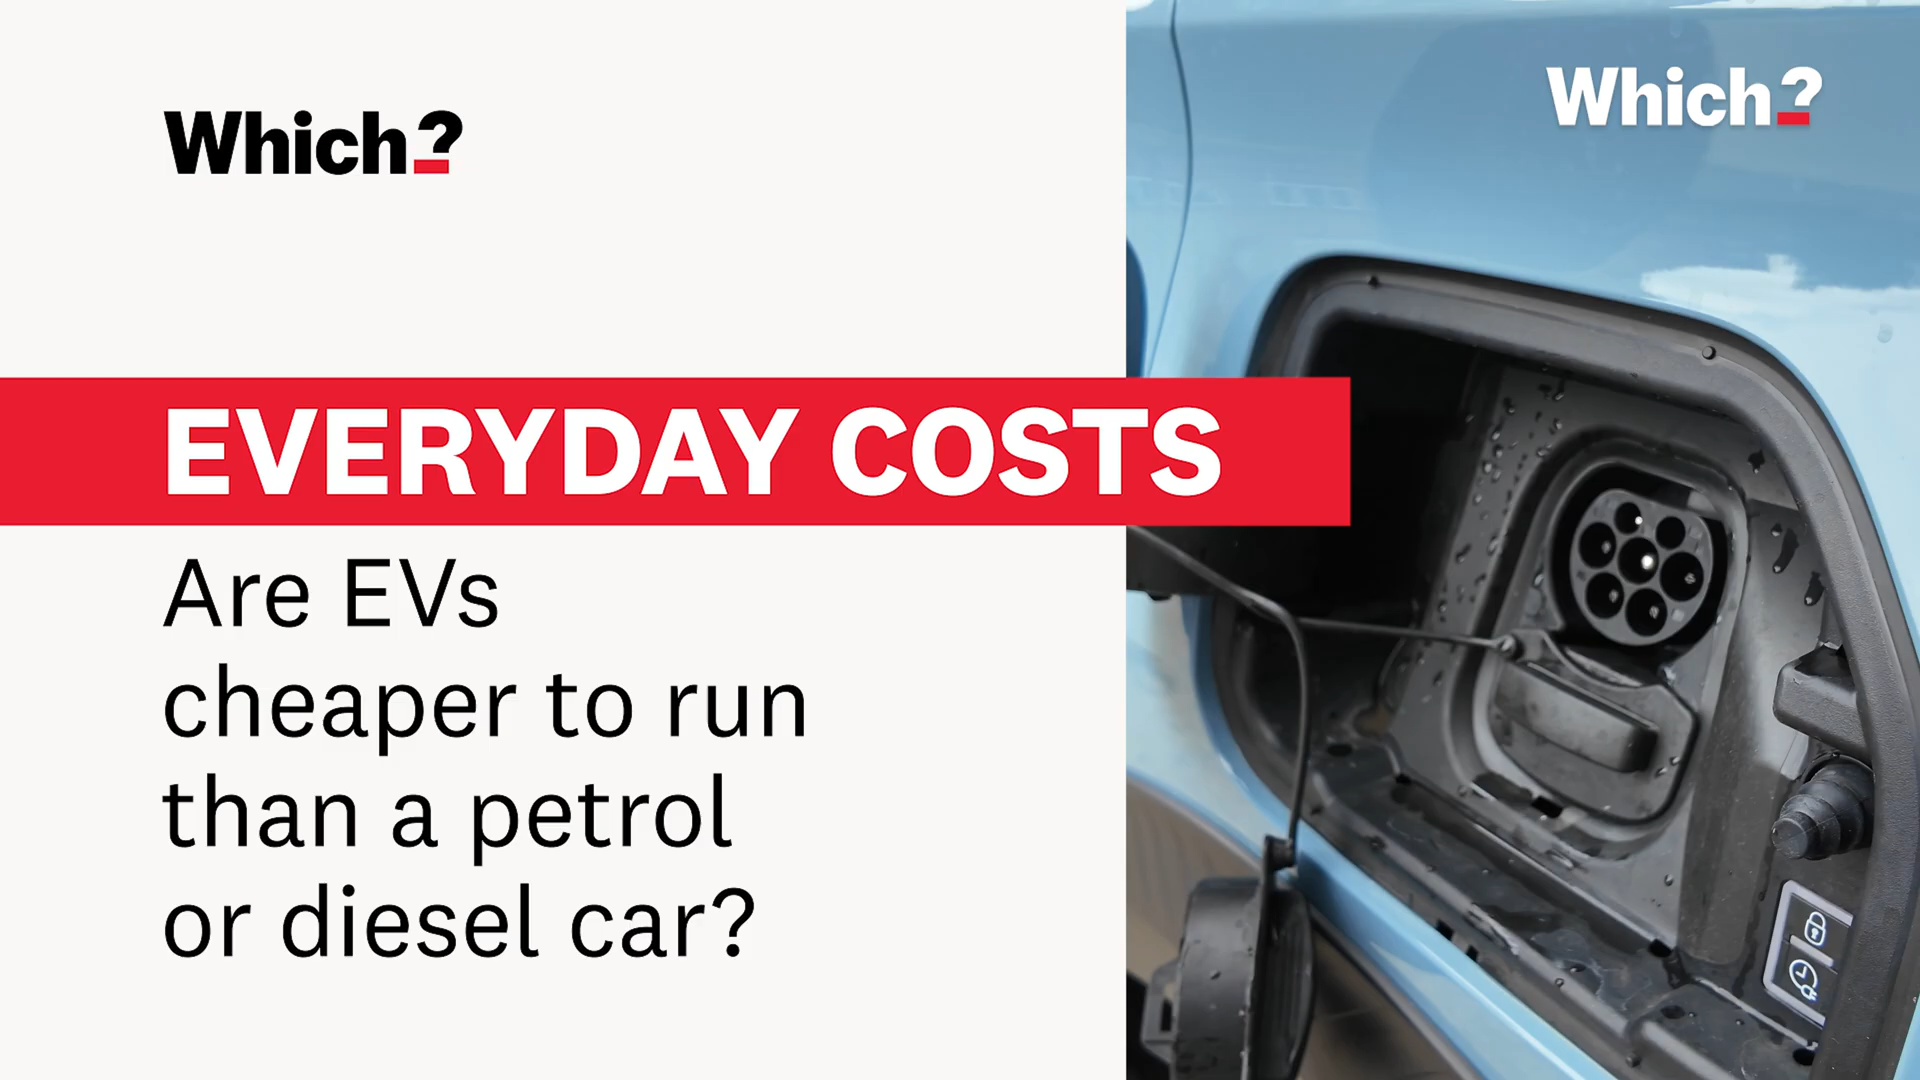 Which?
Which?
EVERYDAY COSTS
Are EVs
cheaper to run
than a petrol
or diesel car?